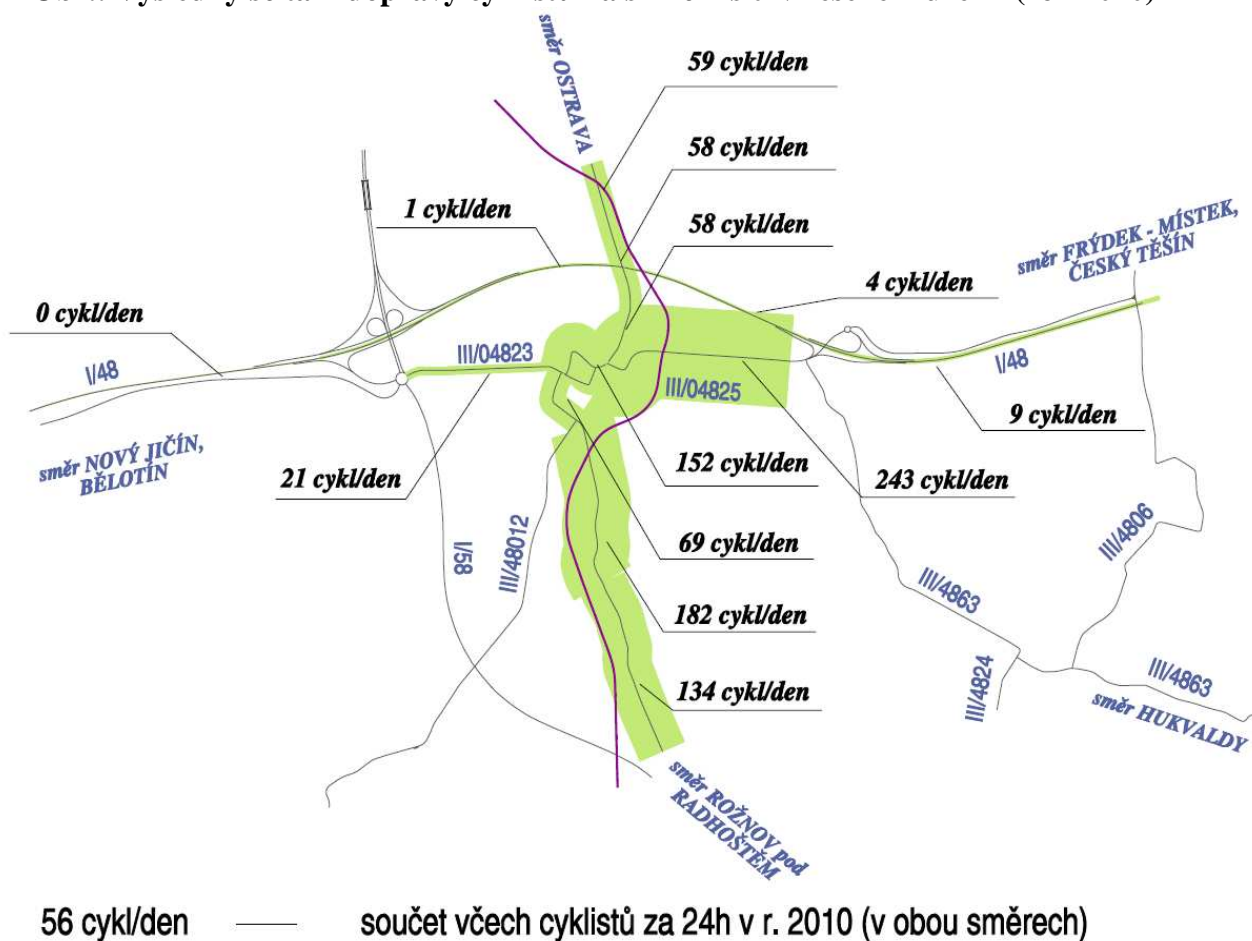 směr OSTRAVA
59 cykl/den
58 cykl/den
1 cykl/den
58 cykl/den
směr FRÝDEK - MÍSTEK,
ČESKÝ TĚŠÍN
4 cykl/den
0 cykl/den
I/48
III/04823
III/04825
I/48
9 cykl/den
směr NOVÝ JIČÍN,
BĚLOTÍN
21 cykl/den
152 cykl/den
243 cykl/den
I/58
III/48012
69 cykl/den
III/4806
III/4863
182 cykl/den
134 cykl/den
III/4824
III/4863
směr HUKVALDY
směr ROŽNOV pod
RADHOŠTĚM
56 cykl/den
součet včech cyklistů za 24h v r. 2010 (v obou směrech)